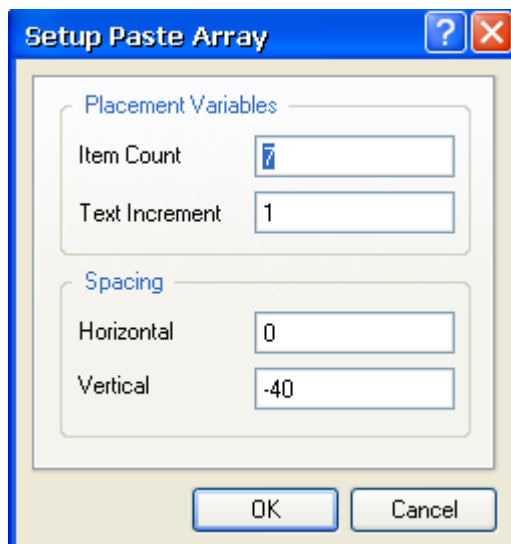 Setup Paste Array
Placement Variables
Item Count 7
Text Increment 1
Spacing
Horizontal 0
Vertical -40
OK Cancel